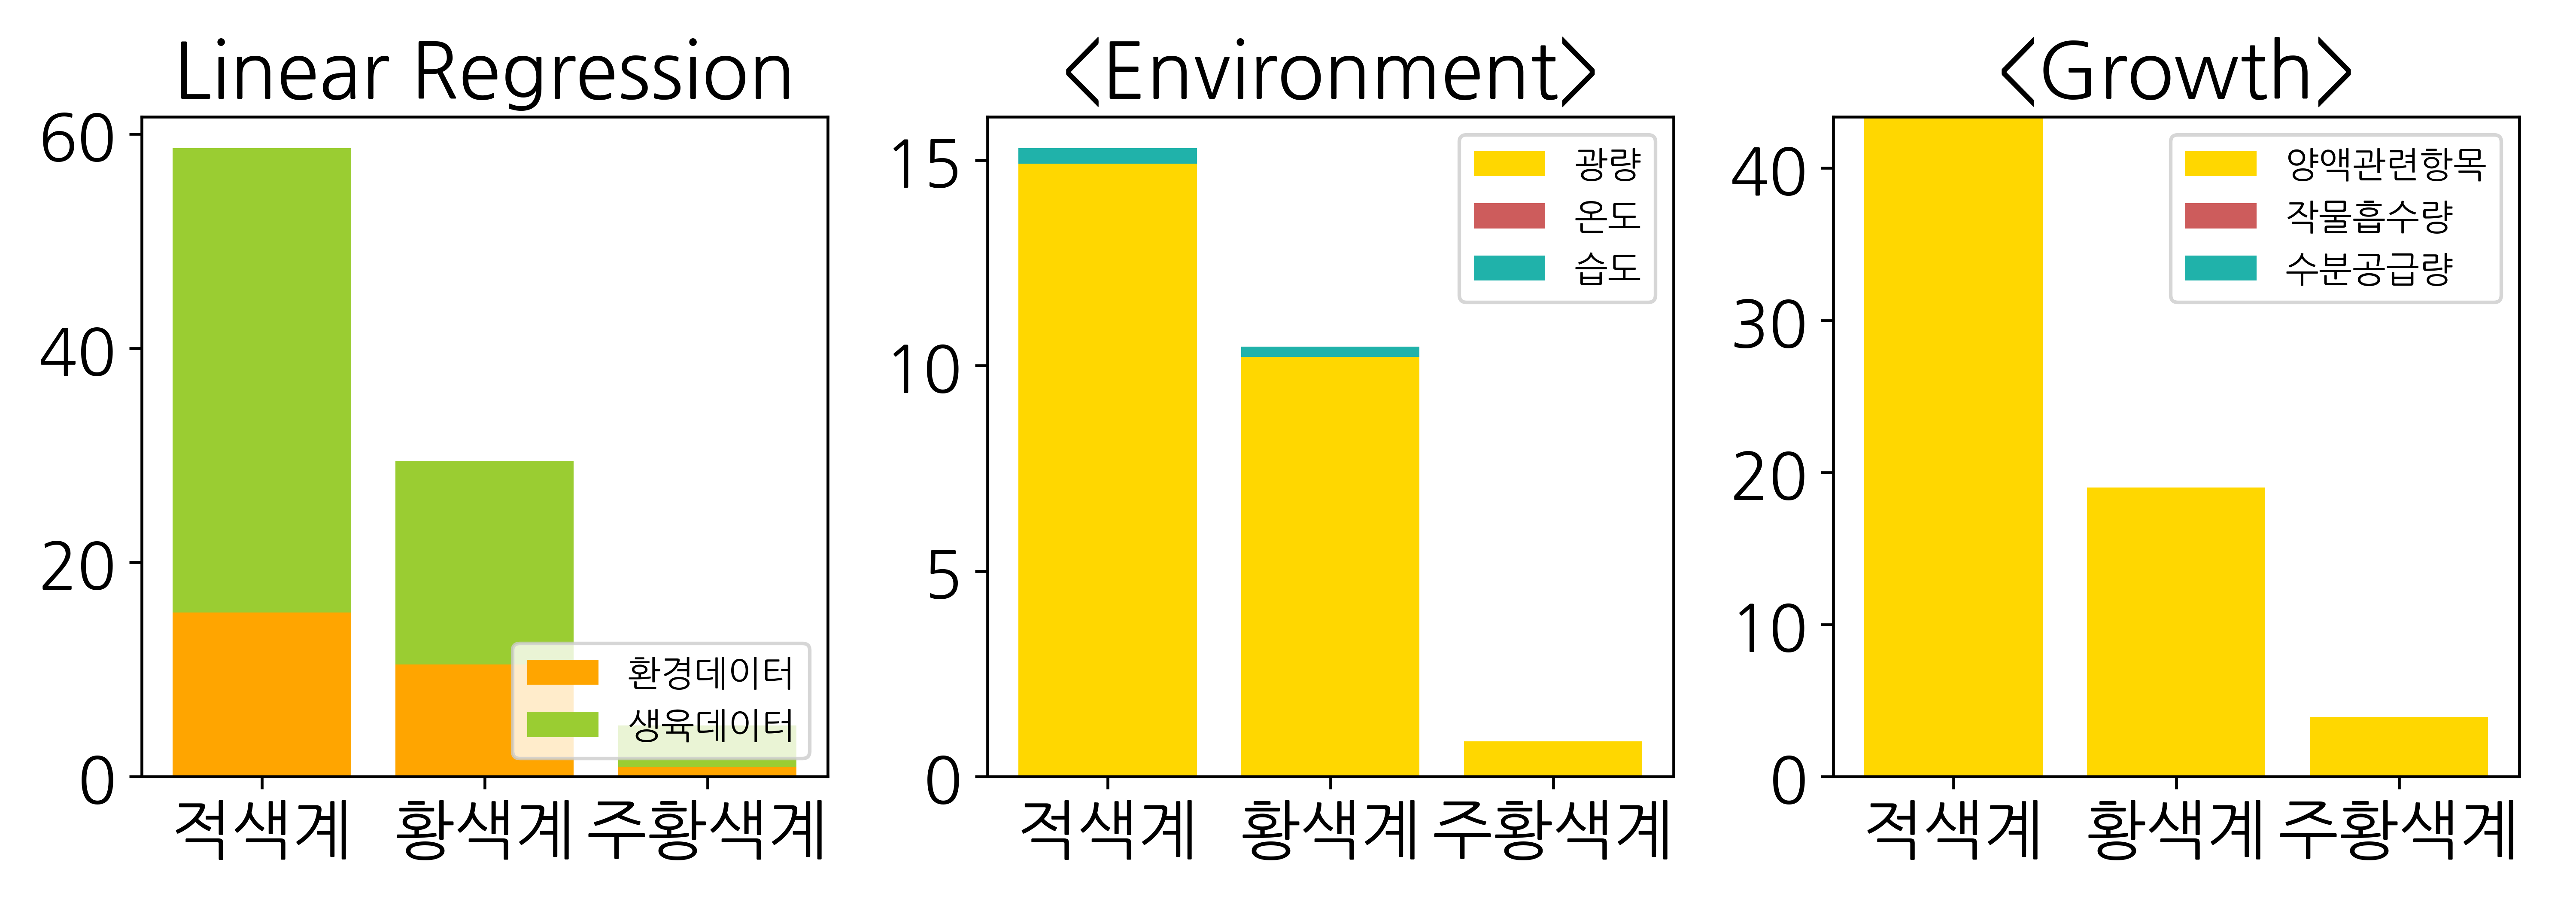 Linear Regression
60
40
20
0
환경데이터
생육데이터
적색계 황색계 주황색계
<Environment>
15
10
5
0
광량
온도
습도
적색계 황색계 주황색계
<Growth>
40
30
20
10
0
양액관련항목
작물흡수량
수분공급량
적색계 황색계 주황색계